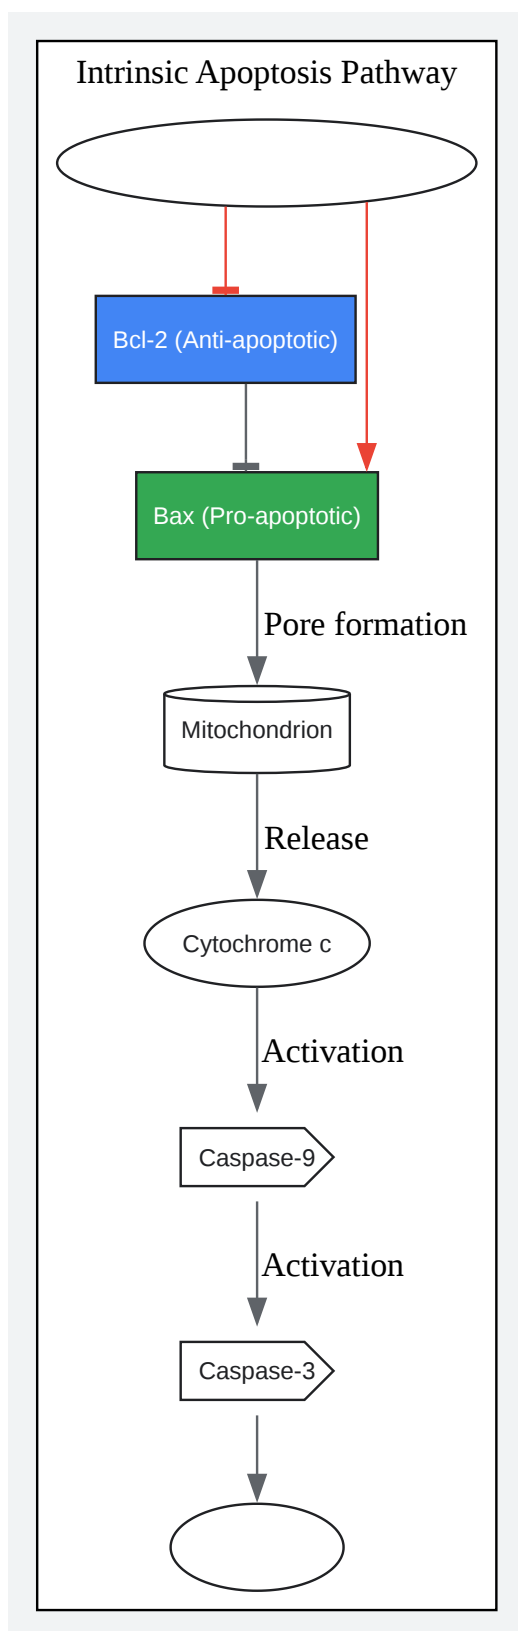 Intrinsic Apoptosis Pathway
Bcl-2 (Anti-apoptotic)
Bax (Pro-apoptotic)
Pore formation
Mitochondrion
Release
Cytochrome c
Activation
Caspase-9
Activation
Caspase-3